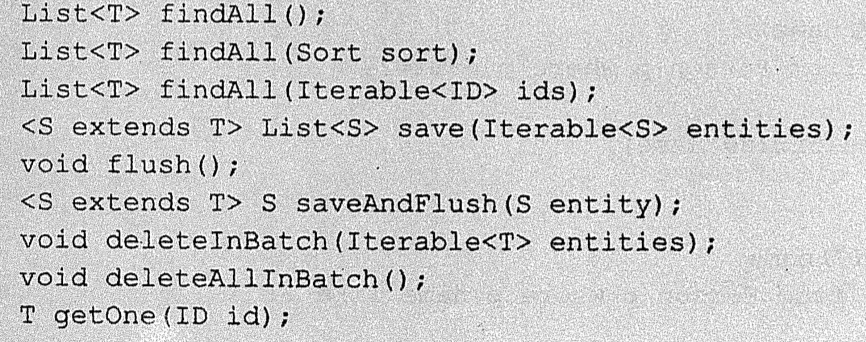 List<T> findAll();
List<T> findAll(Sort sort);
List<T> findAll(Iterable<ID> ids);
<S extends T> List<S> save(Iterable<S> entities);
void flush();
<S extends T> S saveAndFlush(S entity);
void deleteInBatch(Iterable<T> entities);
void deleteAllInBatch();
T getOne(ID id);